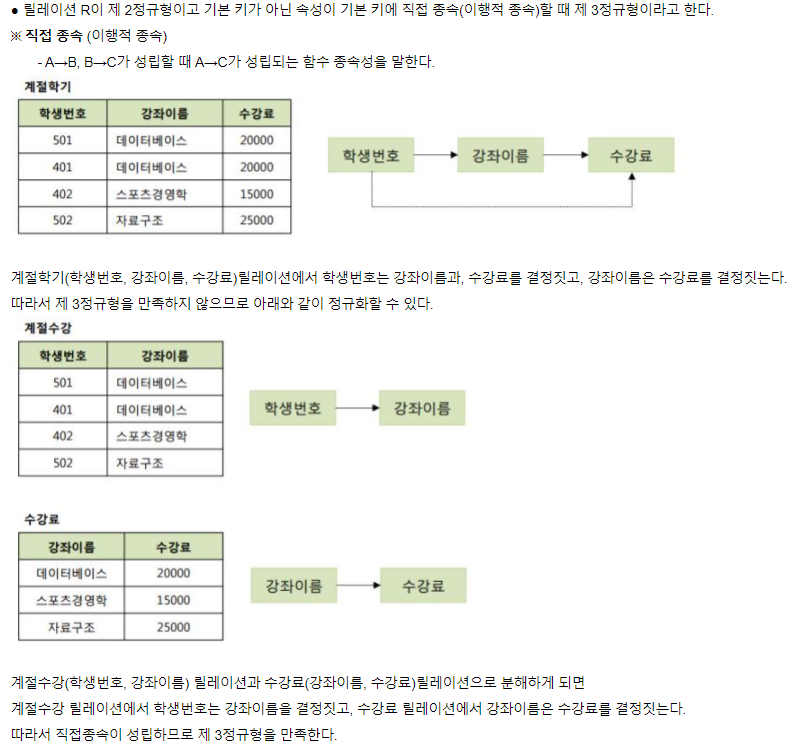 ● 릴레이션 R이 제 2정규형이고 기본 키가 아닌 속성이 기본 키에 직접 종속(이행적 종속)할 때 제 3정규형이라고 한다.
※ 직접 종속 (이행적 종속)
- A→B, B→C가 성립할 때 A→C가 성립되는 함수 종속성을 말한다.
계절학기
학생번호 강좌이름 수강료
501 데이터베이스 20000
401 데이터베이스 20000
402 스포츠경영학 15000
502 자료구조 25000
학생번호 강좌이름 수강료
계절학기(학생번호, 강좌이름, 수강료)릴레이션에서 학생번호는 강좌이름과, 수강료를 결정짓고, 강좌이름은 수강료를 결정짓는다.
따라서 제 3정규형을 만족하지 않으므로 아래와 같이 정규화할 수 있다.
계절수강
학생번호 강좌이름
501 데이터베이스
401 데이터베이스
402 스포츠경영학
502 자료구조
학생번호 강좌이름
수강료
강좌이름 수강료
데이터베이스 20000
스포츠경영학 15000
자료구조 25000
강좌이름 수강료
계절수강(학생번호, 강좌이름) 릴레이션과 수강료(강좌이름, 수강료)릴레이션으로 분해하게 되면
계절수강 릴레이션에서 학생번호는 강좌이름을 결정짓고, 수강료 릴레이션에서 강좌이름은 수강료를 결정짓는다.
따라서 직접종속이 성립하므로 제 3정규형을 만족한다.